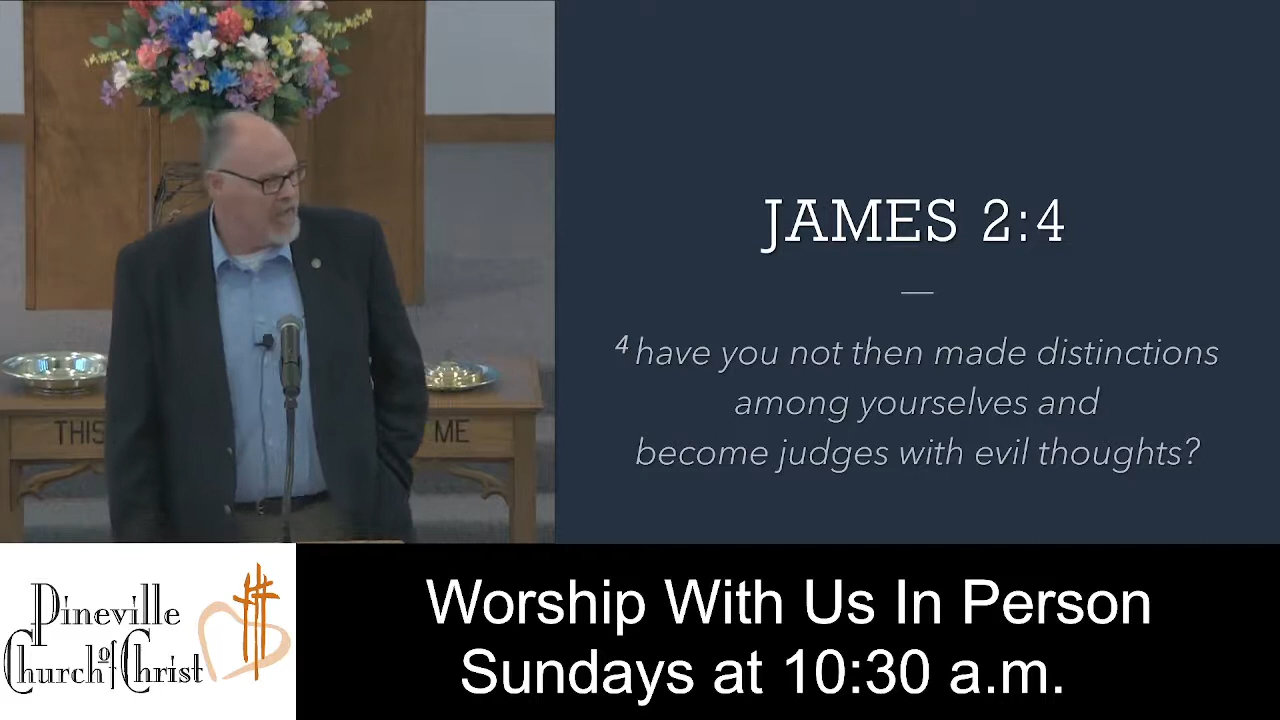 JAMES 2:4
⁴ have you not then made distinctions
among yourselves and
become judges with evil thoughts?
THIS
ME
Pineville
Church of Christ
Worship With Us In Person
Sundays at 10:30 a.m.